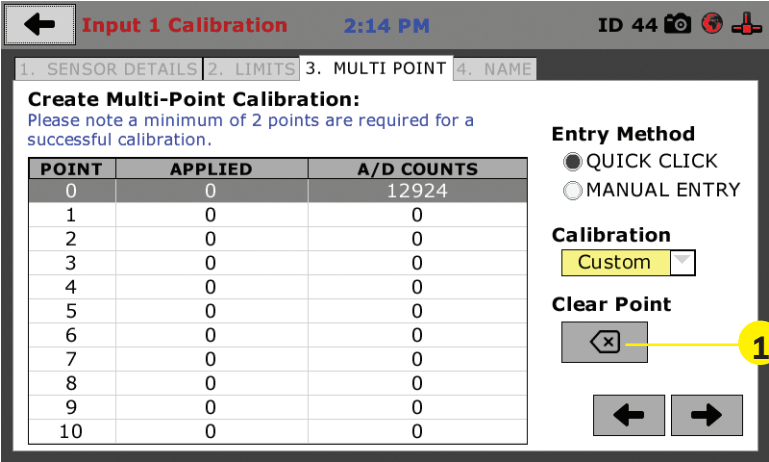 Input 1 Calibration 2:14 PM ID 44
1. SENSOR DETAILS 2. LIMITS 3. MULTI POINT 4. NAME
Create Multi-Point Calibration:
Please note a minimum of 2 points are required for a
successful calibration.
POINT APPLIED A/D COUNTS
0 0 12924
1 0 0
2 0 0
3 0 0
4 0 0
5 0 0
6 0 0
7 0 0
8 0 0
9 0 0
10 0 0
Entry Method
QUICK CLICK
MANUAL ENTRY
Calibration
Custom
Clear Point
1